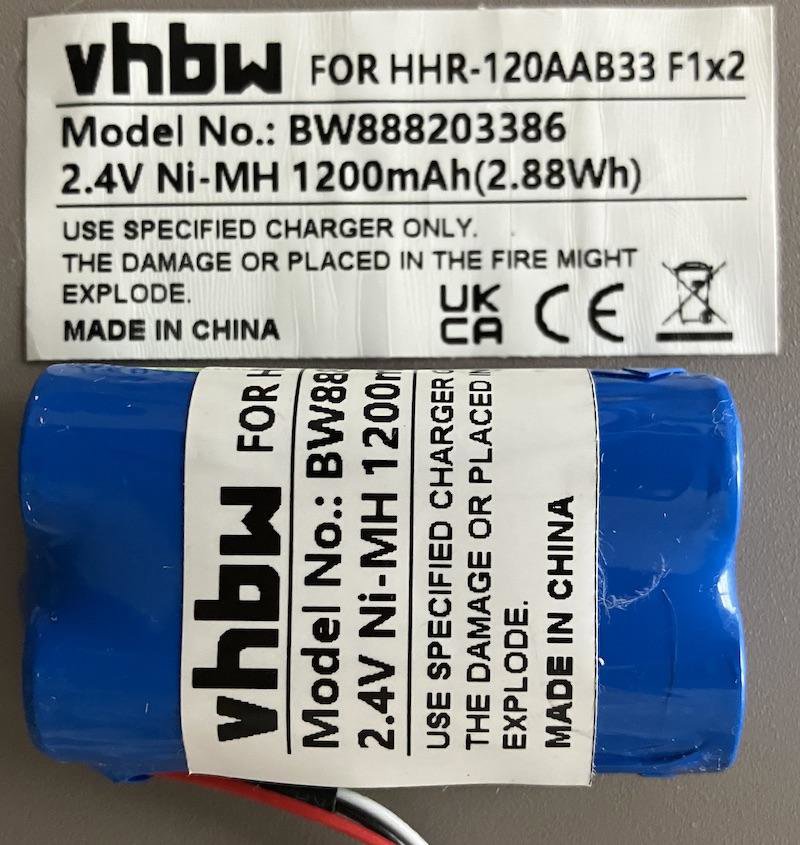 vhbw FOR HHR-120AAB33 F1x2
Model No.: BW888203386
2.4V Ni-MH 1200mAh(2.88Wh)
USE SPECIFIED CHARGER ONLY.
THE DAMAGE OR PLACED IN THE FIRE MIGHT
EXPLODE.
MADE IN CHINA
UK
CA
CE
vhbw FOR H
Model No.: BW88
2.4V Ni-MH 1200m
USE SPECIFIED CHARGER
THE DAMAGE OR PLACED IN
EXPLODE.
MADE IN CHINA